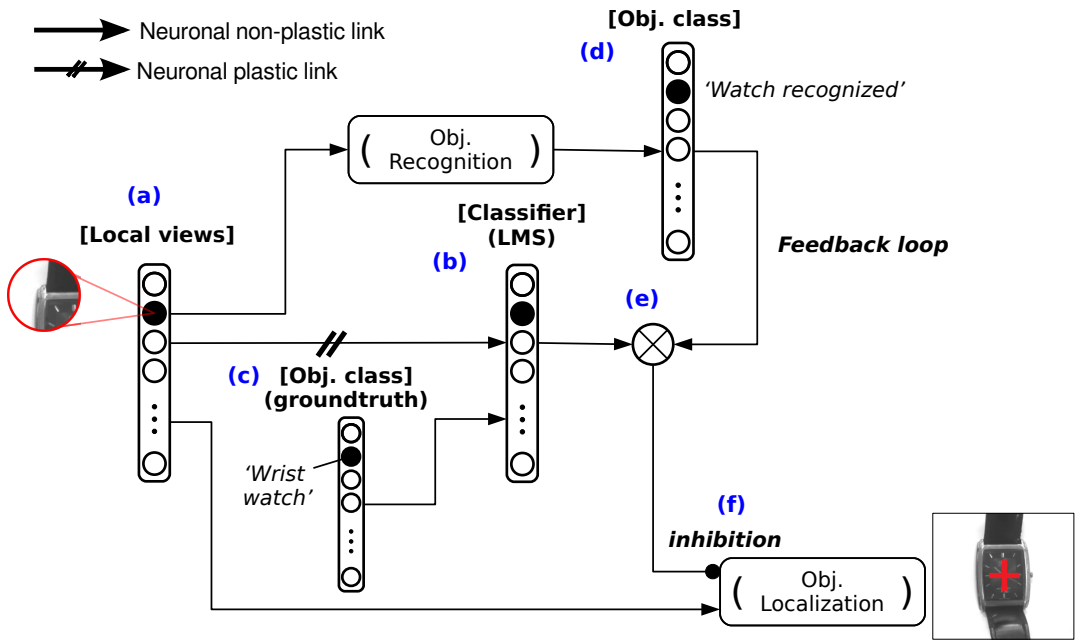 Neuronal non-plastic link
Neuronal plastic link
[Obj. class]
(d)
‘Watch recognized’
( Obj. )
Recognition
(a)
[Local views]
[Classifier]
(LMS)
(b)
Feedback loop
(e)
(c) [Obj. class]
(groundtruth)
‘Wrist
watch’
(f)
inhibition
( Obj. )
Localization